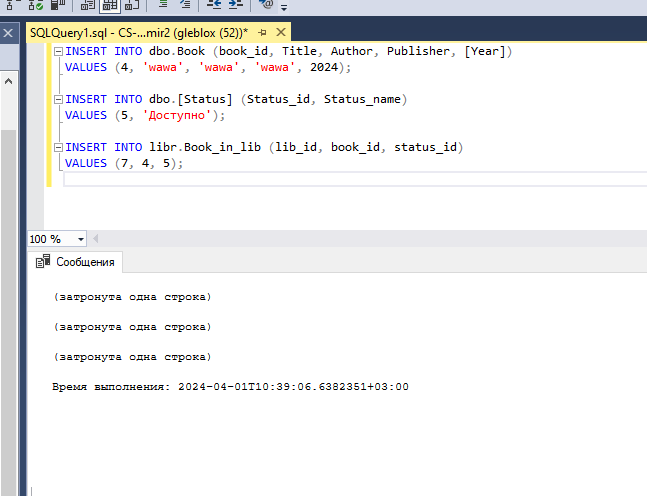 SQLQuery1.sql - CS-...mir2 (gleblox (52))*
INSERT INTO dbo.Book (book_id, Title, Author, Publisher, [Year])
VALUES (4, 'wawa', 'wawa', 'wawa', 2024);
INSERT INTO dbo.[Status] (Status_id, Status_name)
VALUES (5, 'Доступно');
INSERT INTO libr.Book_in_lib (lib_id, book_id, status_id)
VALUES (7, 4, 5);
100 %
Сообщения
(затронута одна строка)
(затронута одна строка)
(затронута одна строка)
Время выполнения: 2024-04-01T10:39:06.6382351+03:00